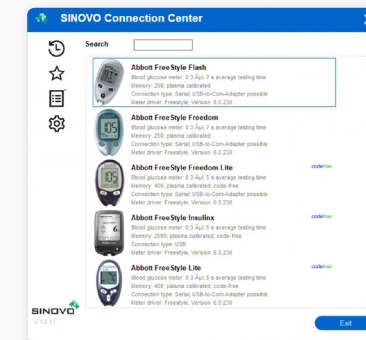 SINOVO Connection Center
Search
Abbott FreeStyle Flash
Blood glucose meter: 0.3 Âµl; 7 s average testing time
Memory: 250; plasma calibrated
Connection type: Serial; USB-to-Com-Adapter possible
Meter driver: Freestyle, Version: 6.0.230
Abbott FreeStyle Freedom
Blood glucose meter: 0.3 Âµl; 7 s average testing time
Memory: 250; plasma calibrated
Connection type: Serial; USB-to-Com-Adapter possible
Meter driver: Freestyle, Version: 6.0.230
Abbott FreeStyle Freedom Lite
codefree
Blood glucose meter: 0.3 Âµl; 5 s average testing time
Memory: 400; plasma calibrated; code-free
Connection type: Serial; USB-to-Com-Adapter possible
Meter driver: Freestyle, Version: 6.0.230
Abbott FreeStyle Insulinx
codefree
Blood glucose meter: 0.3 Âµl; 5 s average testing time
Memory: 2000; plasma calibrated; code-free
Connection type: USB
Meter driver: Freestyle, Version: 6.0.230
Abbott FreeStyle Lite
codefree
Blood glucose meter: 0.3 Âµl; 5 s average testing time
Memory: 400; plasma calibrated; code-free
Connection type: Serial; USB-to-Com-Adapter possible
Meter driver: Freestyle, Version: 6.0.230
SINOVO
Exit